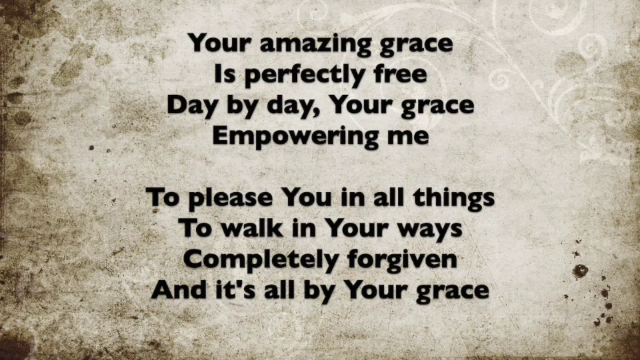 Your amazing grace
Is perfectly free
Day by day, Your grace
Empowering me
To please You in all things
To walk in Your ways
Completely forgiven
And it's all by Your grace